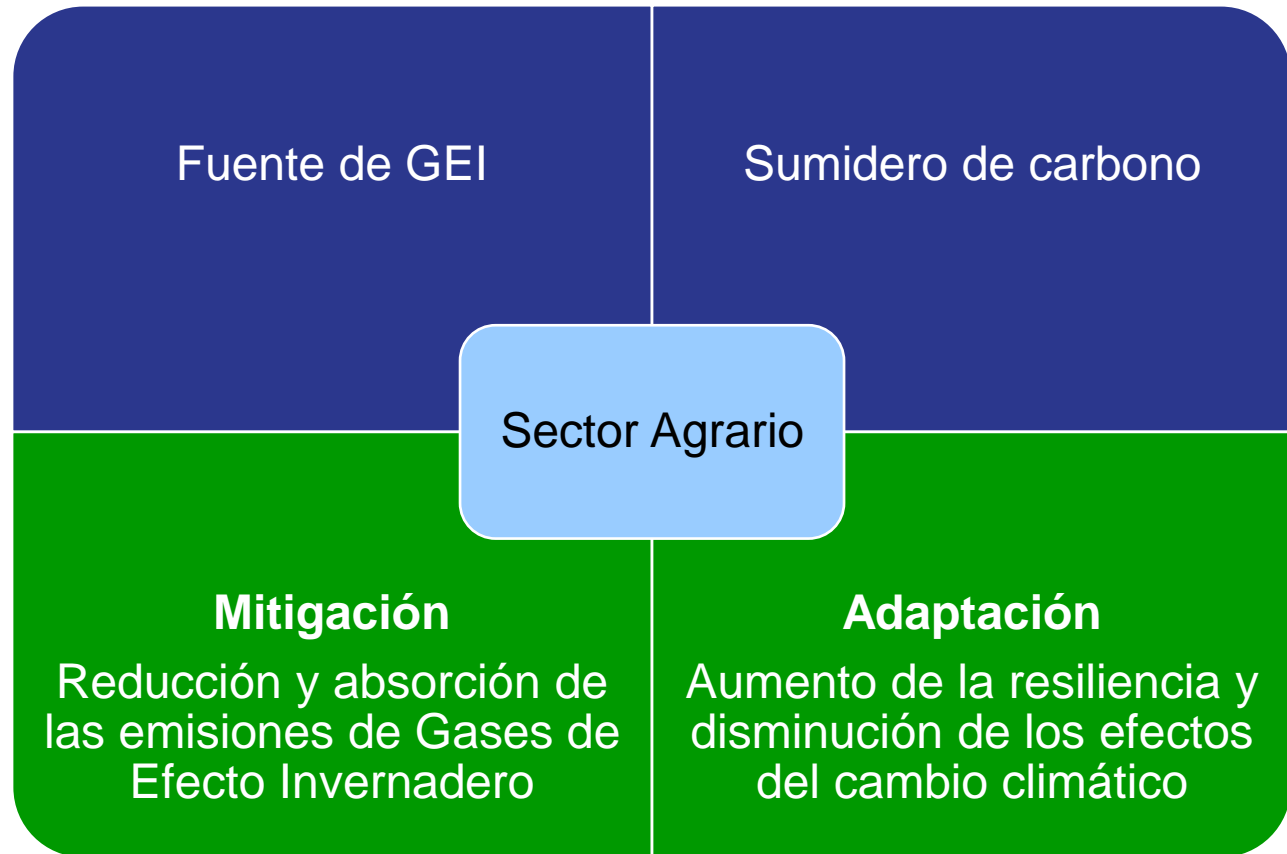 Fuente de GEI
Sumidero de carbono
Sector Agrario
Mitigación
Reducción y absorción de
las emisiones de Gases de
Efecto Invernadero
Adaptación
Aumento de la resiliencia y
disminución de los efectos
del cambio climático